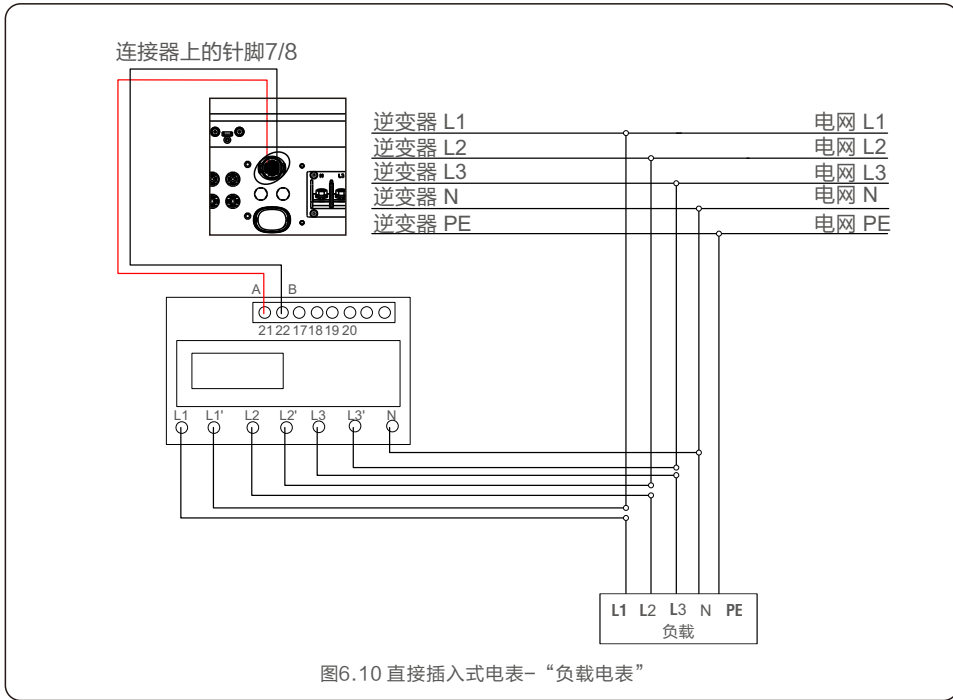 连接器上的针脚7/8
逆变器 L1 电网 L1
逆变器 L2 电网 L2
逆变器 L3 电网 L3
逆变器 N 电网 N
逆变器 PE 电网 PE
A B
21 22 17 18 19 20
L1 L1' L2 L2' L3 L3' N
L1 L2 L3 N PE
负载
图6.10 直接插入式电表-“负载电表”